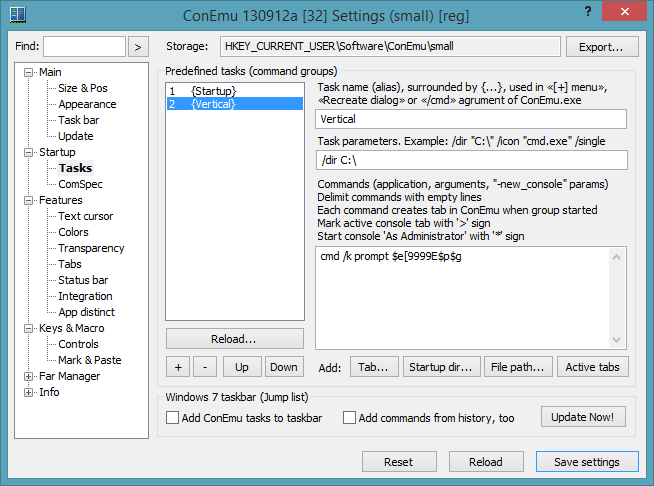 ConEmu 130912a [32] Settings (small) [reg]
Find:
>
Storage:
HKEY_CURRENT_USER\Software\ConEmu\small
Export...
Main
Size & Pos
Appearance
Task bar
Update
Startup
Tasks
ComSpec
Features
Text cursor
Colors
Transparency
Tabs
Status bar
Integration
App distinct
Keys & Macro
Controls
Mark & Paste
Far Manager
Info
Predefined tasks (command groups)
1 {Startup}
2 {Vertical}
Reload...
+
-
Up
Down
Task name (alias), surrounded by {...}, used in «[+] menu»,
«Recreate dialog» or «/cmd» agrument of ConEmu.exe
Vertical
Task parameters. Example: /dir "C:\" /icon "cmd.exe" /single
/dir C:\
Commands (application, arguments, "-new_console" params)
Delimit commands with empty lines
Each command creates tab in ConEmu when group started
Mark active console tab with '>' sign
Start console 'As Administrator' with '*' sign
cmd /k prompt $e[9999E$p$g
Add:
Tab...
Startup dir...
File path...
Active tabs
Windows 7 taskbar (Jump list)
Add ConEmu tasks to taskbar
Add commands from history, too
Update Now!
Reset
Reload
Save settings